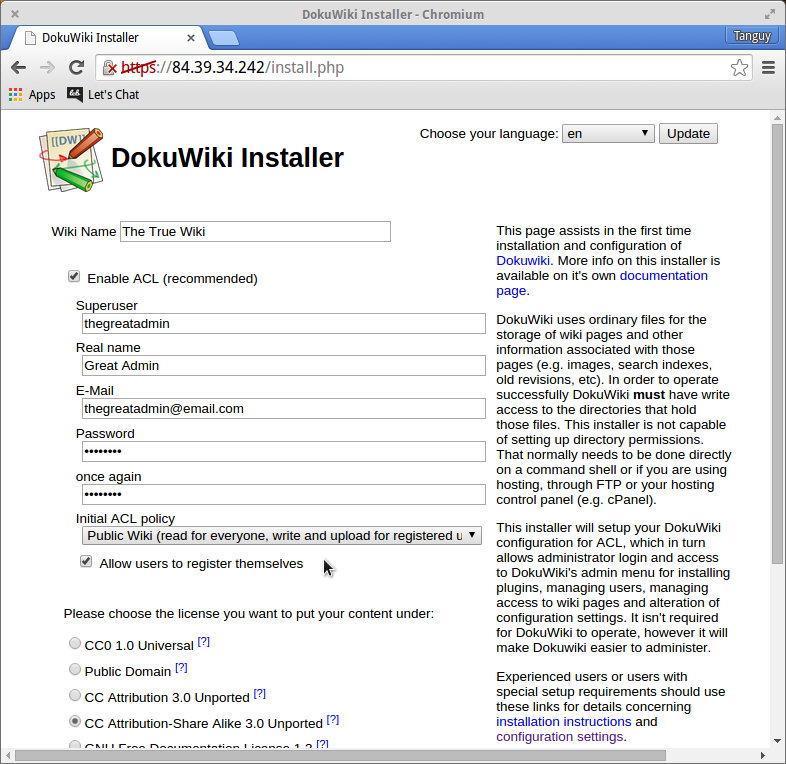 DokuWiki Installer - Chromium
DokuWiki Installer
Tanguy
https://84.39.34.242/install.php
Apps
Let's Chat
[[DW]]
DokuWiki Installer
Choose your language: en Update
Wiki Name The True Wiki
Enable ACL (recommended)
Superuser
thegreatadmin
Real name
Great Admin
E-Mail
thegreatadmin@email.com
Password
••••••••
once again
••••••••
Initial ACL policy
Public Wiki (read for everyone, write and upload for registered u
Allow users to register themselves
Please choose the license you want to put your content under:
CC0 1.0 Universal [?]
Public Domain [?]
CC Attribution 3.0 Unported [?]
CC Attribution-Share Alike 3.0 Unported [?]
GNU Free Documentation License 1.3 [?]
This page assists in the first time
installation and configuration of
Dokuwiki. More info on this installer is
available on it's own documentation
page.
DokuWiki uses ordinary files for the
storage of wiki pages and other
information associated with those
pages (e.g. images, search indexes,
old revisions, etc). In order to operate
successfully DokuWiki must have write
access to the directories that hold
those files. This installer is not capable
of setting up directory permissions.
That normally needs to be done directly
on a command shell or if you are using
hosting, through FTP or your hosting
control panel (e.g. cPanel).
This installer will setup your DokuWiki
configuration for ACL, which in turn
allows administrator login and access
to DokuWiki's admin menu for installing
plugins, managing users, managing
access to wiki pages and alteration of
configuration settings. It isn't required
for DokuWiki to operate, however it will
make Dokuwiki easier to administer.
Experienced users or users with
special setup requirements should use
these links for details concerning
installation instructions and
configuration settings.